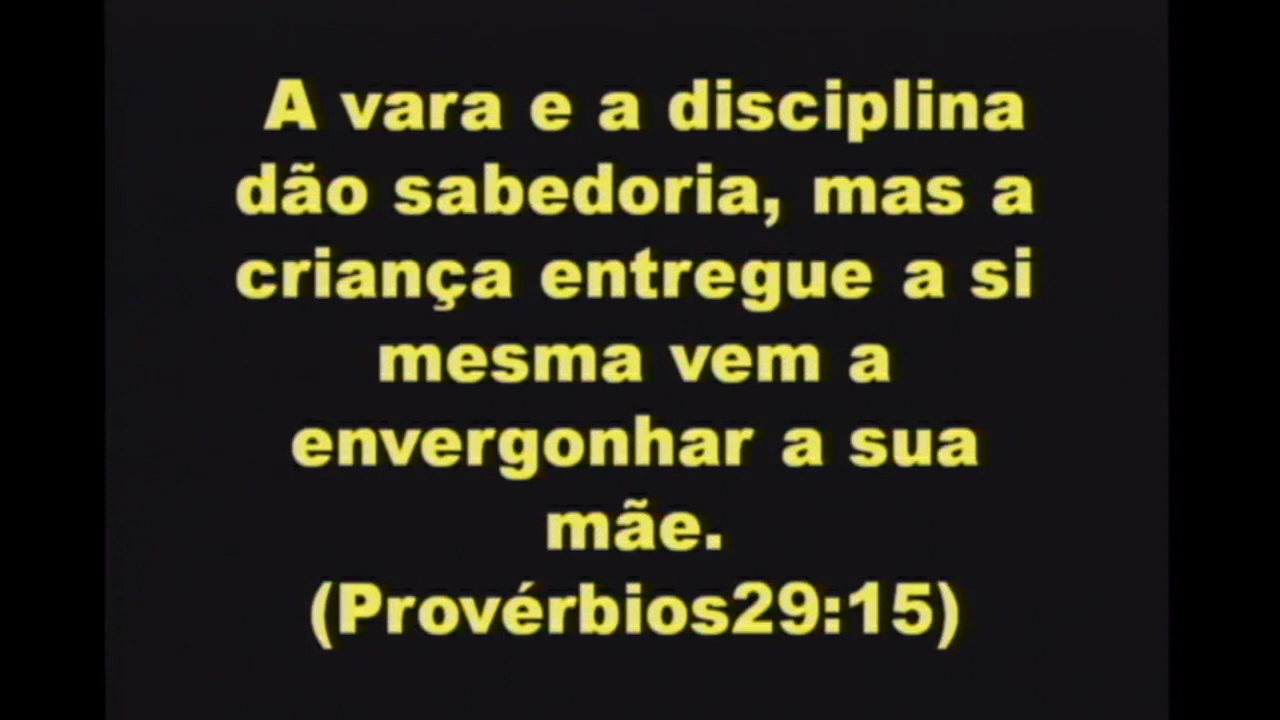 A vara e a disciplina
dão sabedoria, mas a
criança entregue a si
mesma vem a
envergonhar a sua
mãe.
(Provérbios29:15)